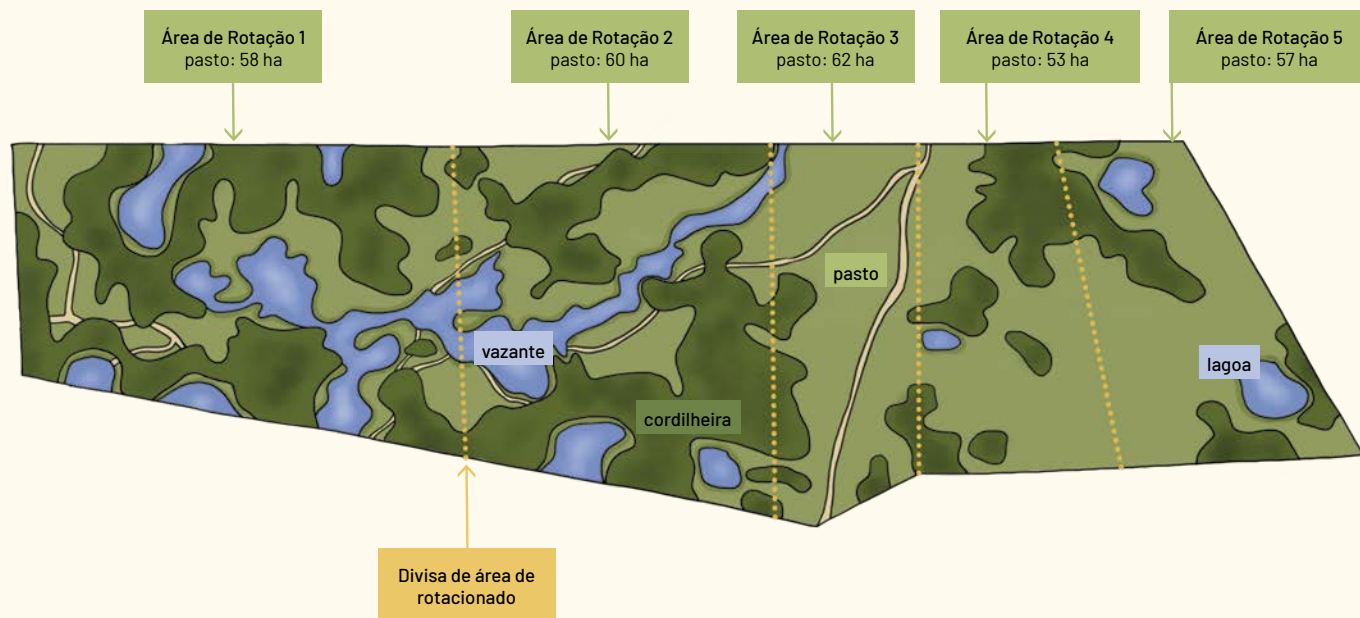 Área de Rotação 1
pasto: 58 ha
Área de Rotação 2
pasto: 60 ha
Área de Rotação 3
pasto: 62 ha
Área de Rotação 4
pasto: 53 ha
Área de Rotação 5
pasto: 57 ha
pasto
vazante
lagoa
cordilheira
Divisa de área de
rotacionado